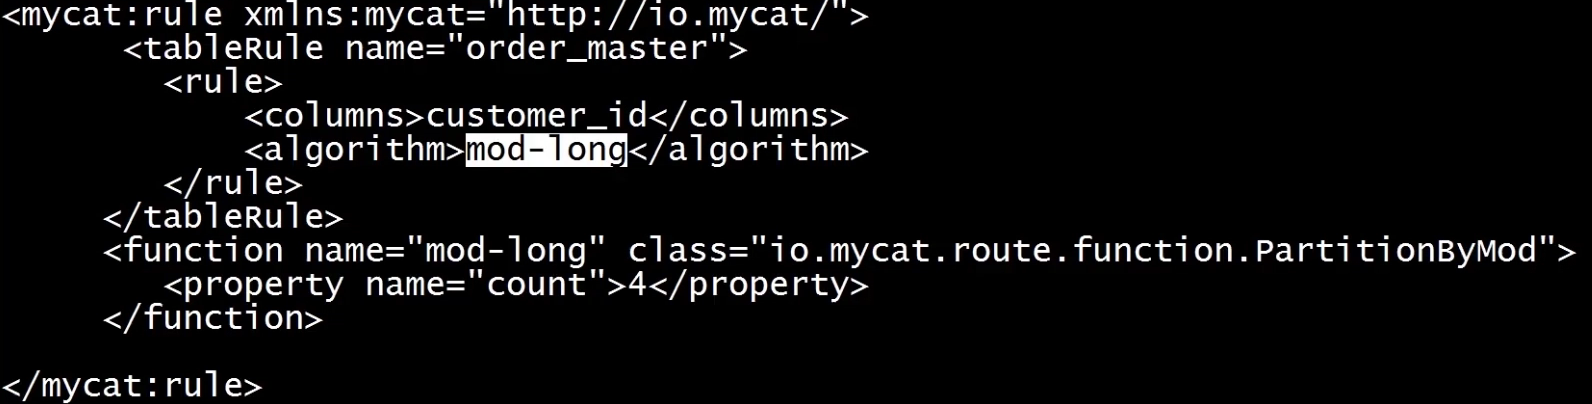 <mycat:rule xmlns:mycat="http://io.mycat/">
      <tableRule name="order_master">
        <rule>
            <columns>customer_id</columns>
            <algorithm>mod-long</algorithm>
        </rule>
     </tableRule>
     <function name="mod-long" class="io.mycat.route.function.PartitionByMod">
        <property name="count">4</property>
     </function>

</mycat:rule>